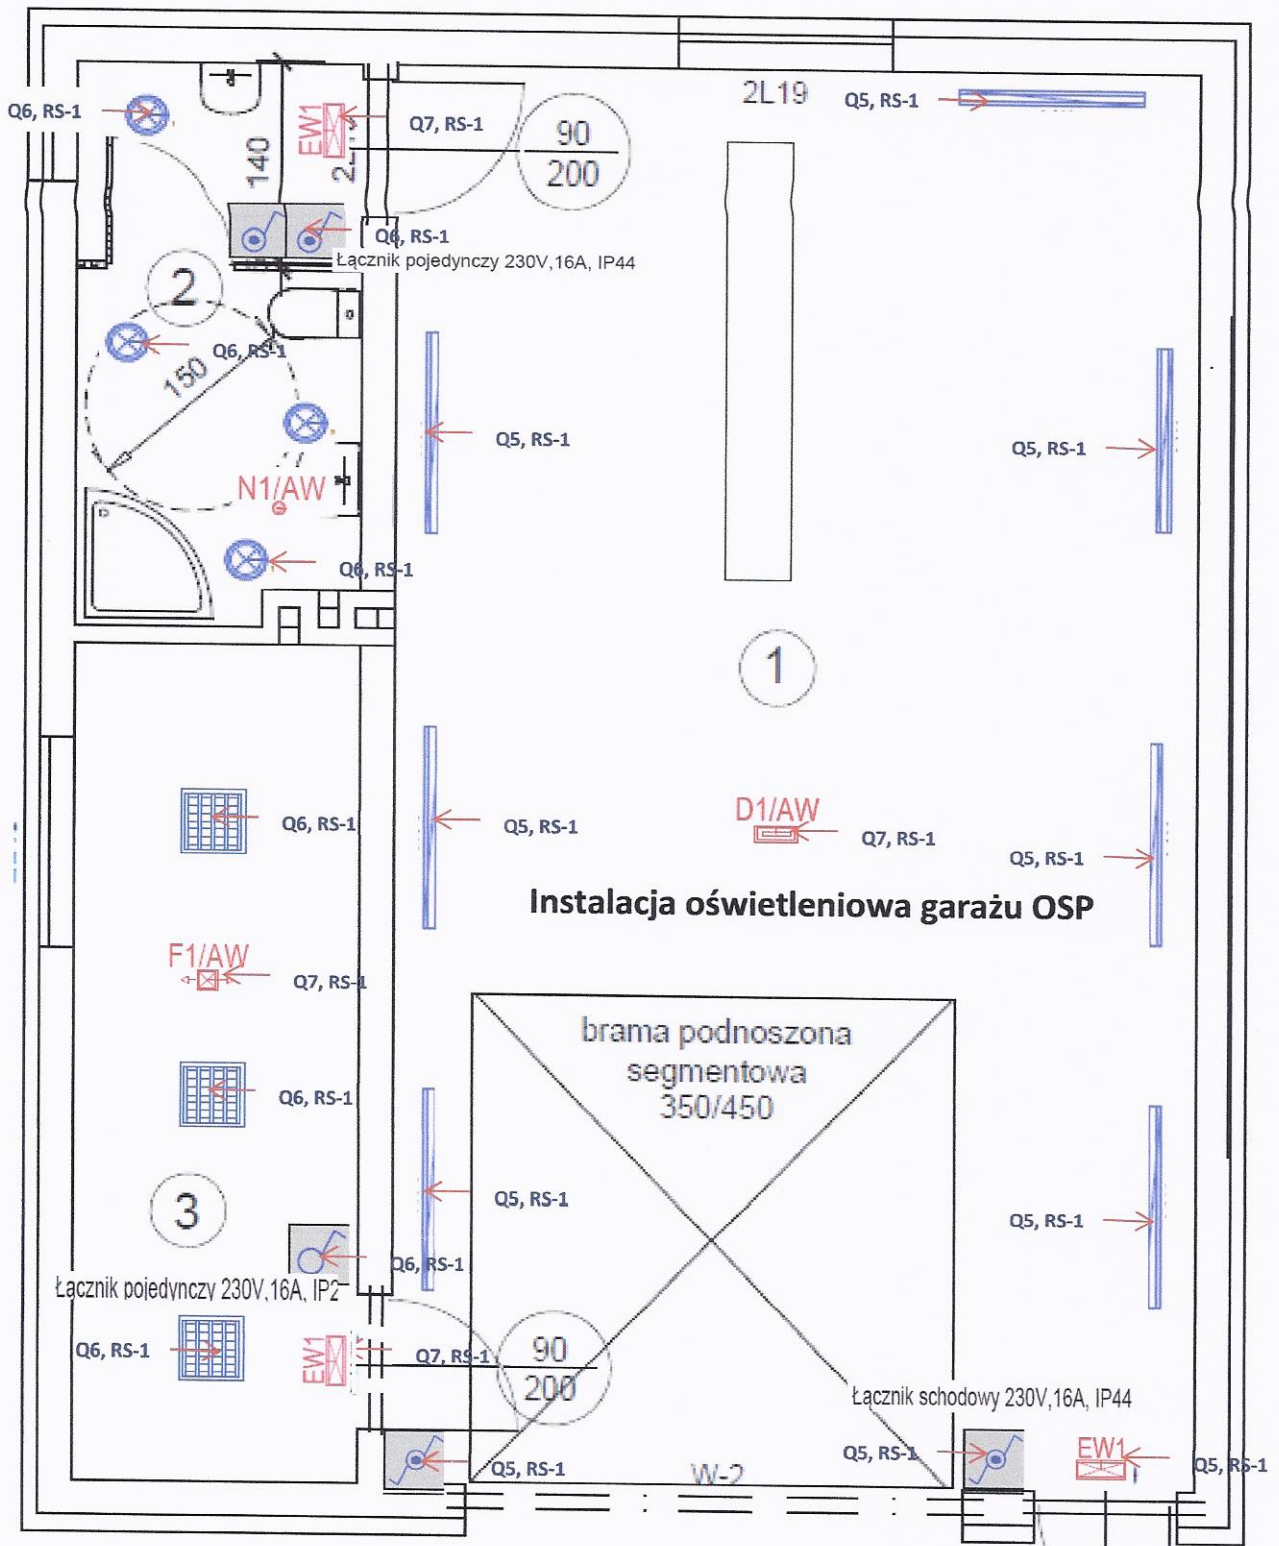 2L19
Q5, RS-1
Q6, RS-1
EW1
Q7, RS-1
90
200
140
Q6, RS-1
Łącznik pojedynczy 230V,16A, IP44
2
Q6, RS-1
150
Q5, RS-1
Q5, RS-1
N1/AW
Q6, RS-1
1
D1/AW
Q6, RS-1
Q5, RS-1
Q7, RS-1
Q5, RS-1
Instalacja oświetleniowa garażu OSP
F1/AW
Q7, RS-1
brama podnoszona
segmentowa
350/450
Q6, RS-1
3
Q5, RS-1
Q5, RS-1
Q6, RS-1
Łącznik pojedynczy 230V,16A, IP2
Q6, RS-1
EW1
Q7, RS-1
90
200
Łącznik schodowy 230V,16A, IP44
Q5, RS-1
Q5, RS-1
EW1
Q5, RS-1
W-2